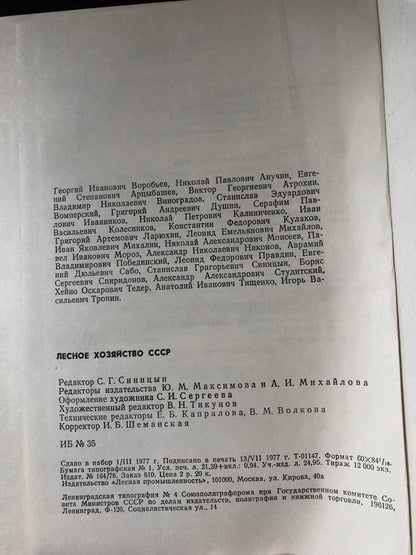 Георгий Иванович Воробьев, Николай Павлович Анучин, Евге-
ний Степанович Арцыбашев, Виктор Георгиевич Атрохин,
Владимир Николаевич Виноградов, Станислав Эдуардович
Вомперский, Григорий Андреевич Душин, Серафим Пав-
лович Иванников, Николай Петрович Калиниченко, Иван
Васильевич Колесников, Константин Федорович Кулаков,
Григорий Артемович Ларюхин, Леонид Емельянович Михайлов,
Иван Яковлевич Михалин, Николай Александрович Моисеев, Па-
вел Иванович Мороз, Александр Николаевич Никонов, Аврамий
Владимирович Побединский, Леонид Федорович Правдин, Евге-
ний Дюльевич Сабо, Станислав Григорьевич Синицын, Борис
Сергеевич Спиридонов, Александр Александрович Студитский,
Хейно Оскарович Тедер, Анатолий Иванович Тищенко, Игорь Ва-
сильевич Тропин.
ЛЕСНОЕ ХОЗЯЙСТВО СССР
Редактор С. Г. Синицын
Редакторы издательства Ю. М. Максимова и А. И. Михайлова
Оформление художника С. И. Сергеева
Художественный редактор В. Н. Тикунов
Технические редакторы Е. Б. Капралова, В. М. Волкова
Корректор И. Б. Шеманская
ИБ № 35
Сдано в набор 1/III 1977 г. Подписано в печать 13/VII 1977 г. Т-01147. Формат 60×84 1/16.
Бумага типографская № 1, Усл. печ. л. 21,39+вкл.: 0,94. Уч.-изд. л. 24,95. Тираж 12 000 экз.
Издат. № 164/76. Заказ 610. Цена 2 р. 20 к.
Издательство «Лесная промышленность», 101000, Москва, ул. Кирова, 40а
Ленинградская типография № 4 Союзполиграфпрома при Государственном комитете Со-
вета Министров СССР по делам издательств, полиграфии и книжной торговли, 196126,
Ленинград, Ф-126, Социалистическая ул., 14